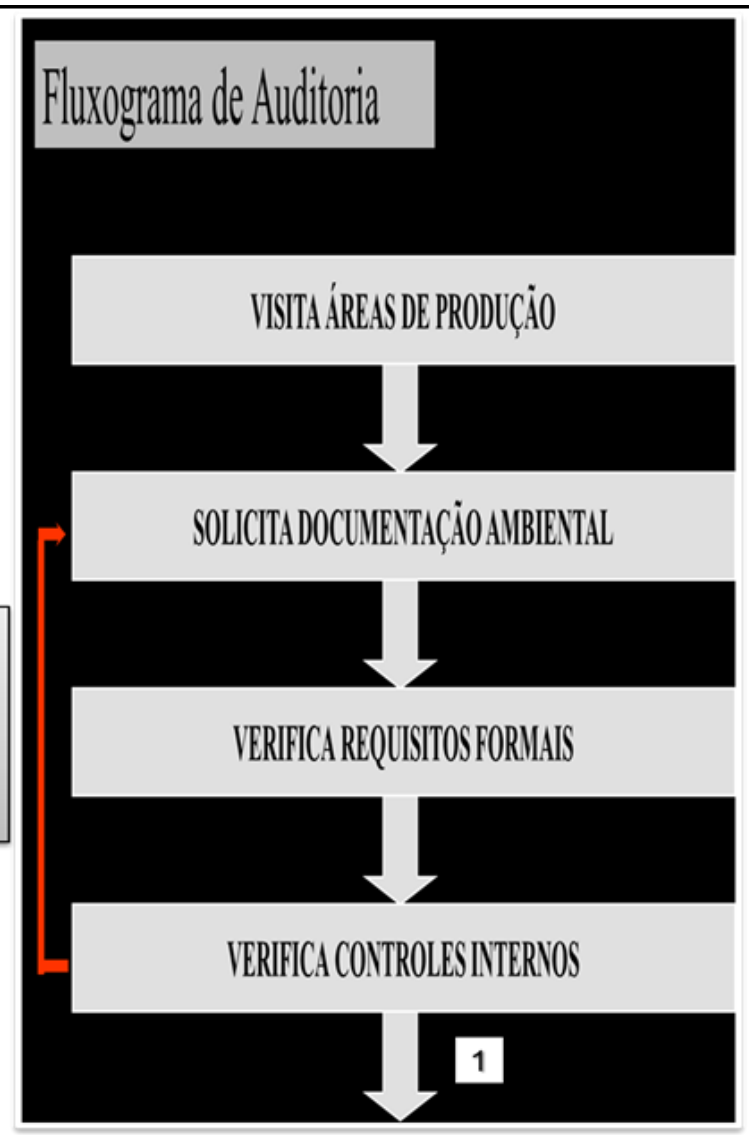 Fluxograma de Auditoria
VISITA ÁREAS DE PRODUÇÃO
SOLICITA DOCUMENTAÇÃO AMBIENTAL
VERIFICA REQUISITOS FORMAIS
VERIFICA CONTROLES INTERNOS
1